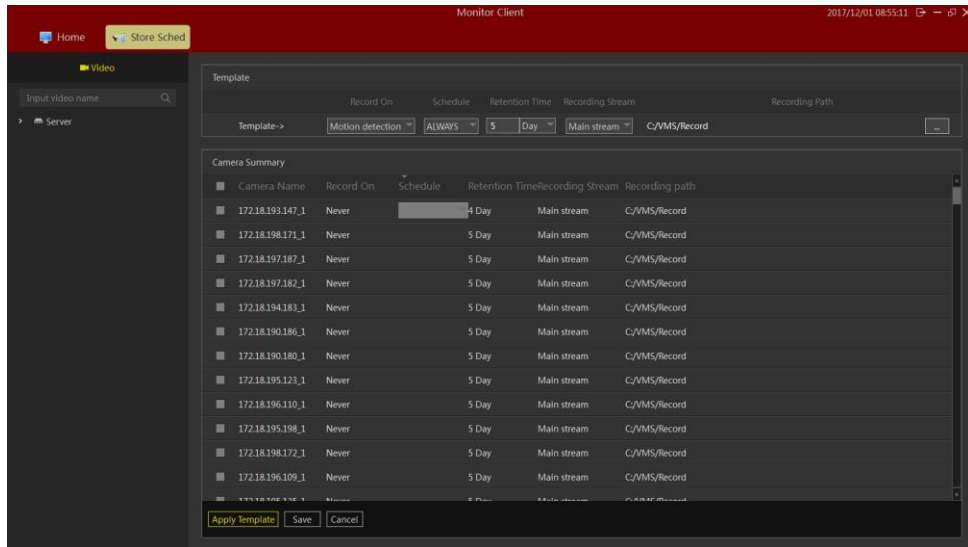 Monitor Client
2017/12/01 08:55:11
Home Store Sched
Video
Input video name
Server
Template
Record On Schedule Retention Time Recording Stream Recording Path
Template-> Motion detection ALWAYS 5 Day Main stream C:/VMS/Record ...
Camera Summary
Camera Name Record On Schedule Retention Time Recording Stream Recording path
172.18.193.147_1 Never 4 Day Main stream C:/VMS/Record
172.18.198.171_1 Never 5 Day Main stream C:/VMS/Record
172.18.197.187_1 Never 5 Day Main stream C:/VMS/Record
172.18.197.182_1 Never 5 Day Main stream C:/VMS/Record
172.18.194.183_1 Never 5 Day Main stream C:/VMS/Record
172.18.190.186_1 Never 5 Day Main stream C:/VMS/Record
172.18.190.180_1 Never 5 Day Main stream C:/VMS/Record
172.18.195.123_1 Never 5 Day Main stream C:/VMS/Record
172.18.196.110_1 Never 5 Day Main stream C:/VMS/Record
172.18.195.198_1 Never 5 Day Main stream C:/VMS/Record
172.18.198.172_1 Never 5 Day Main stream C:/VMS/Record
172.18.196.109_1 Never 5 Day Main stream C:/VMS/Record
Apply Template Save Cancel